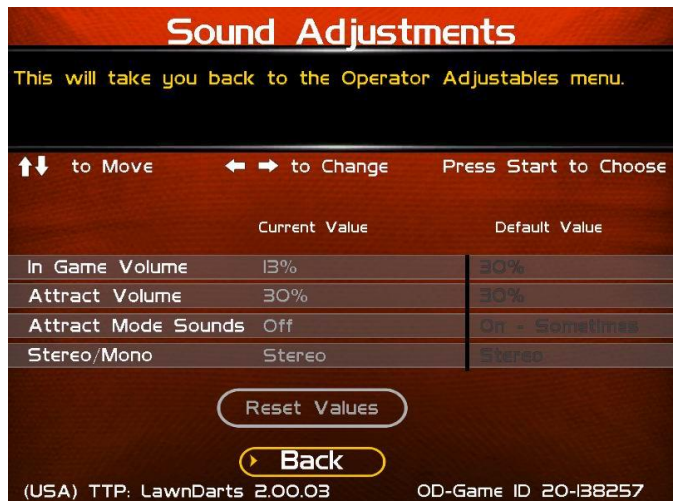 Sound Adjustments
This will take you back to the Operator Adjustables menu.
to Move to Change Press Start to Choose
Current Value Default Value
In Game Volume 13% 30%
Attract Volume 30% 30%
Attract Mode Sounds Off On - Sometimes
Stereo/Mono Stereo Stereo
Reset Values
Back
(USA) TTP: LawnDarts 2.00.03 OD-Game ID 20-138257